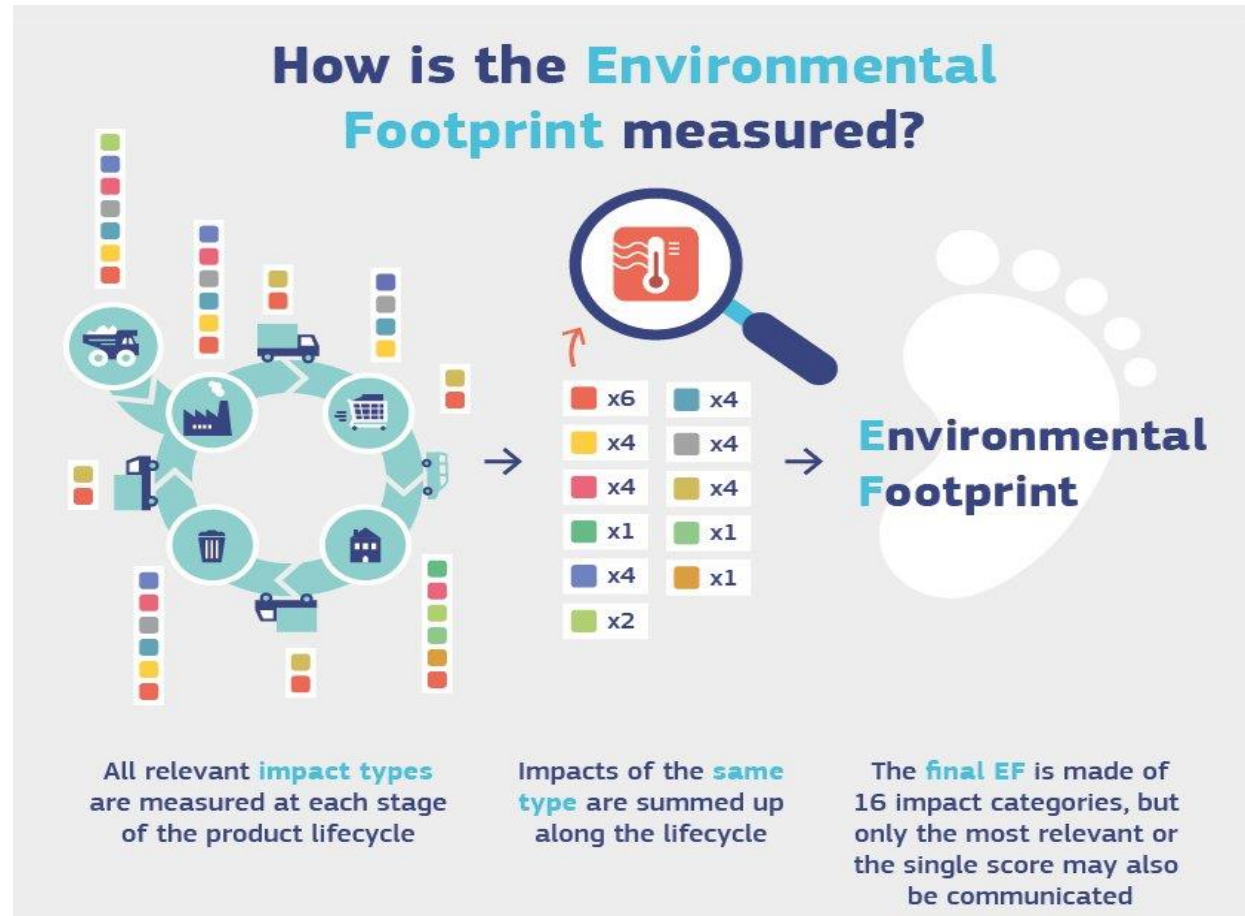 How is the Environmental
Footprint measured?
x6
x4
x4
x4
x4
x4
x1
x1
x4
x1
x2
Environmental
Footprint
All relevant impact types
are measured at each stage
of the product lifecycle
Impacts of the same
type are summed up
along the lifecycle
The final EF is made of
16 impact categories, but
only the most relevant or
the single score may also
be communicated